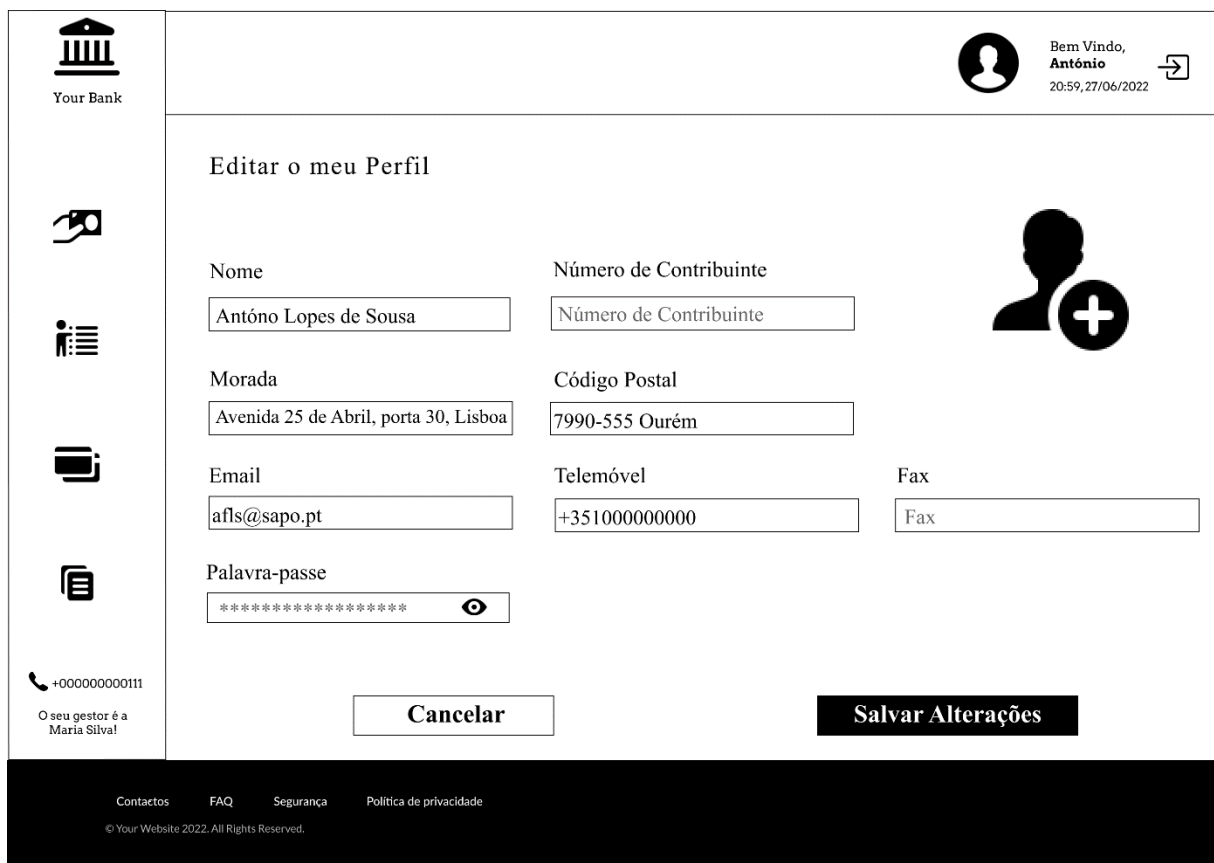 Your Bank
Bem Vindo,
António
20:59, 27/06/2022
Editar o meu Perfil
Nome
Número de Contribuinte
Antóno Lopes de Sousa
Número de Contribuinte
Morada
Código Postal
Avenida 25 de Abril, porta 30, Lisboa
7990-555 Ourém
Email
Telemóvel
Fax
afls@sapo.pt
+351000000000
Fax
Palavra-passe
******************
+000000000111
O seu gestor é a
Maria Silva!
Cancelar
Salvar Alterações
Contactos
FAQ
Segurança
Política de privacidade
© Your Website 2022. All Rights Reserved.